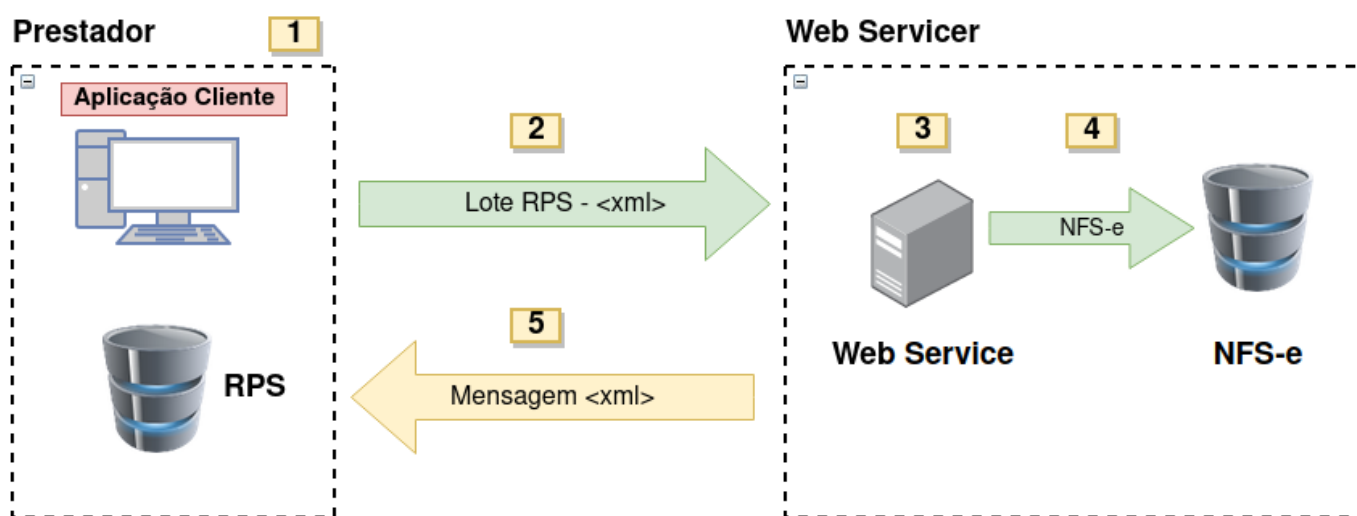 Prestador
1
Web Servicer
Aplicação Cliente
2
3
4
Lote RPS - <xml>
NFS-e
5
RPS
Mensagem <xml>
Web Service
NFS-e